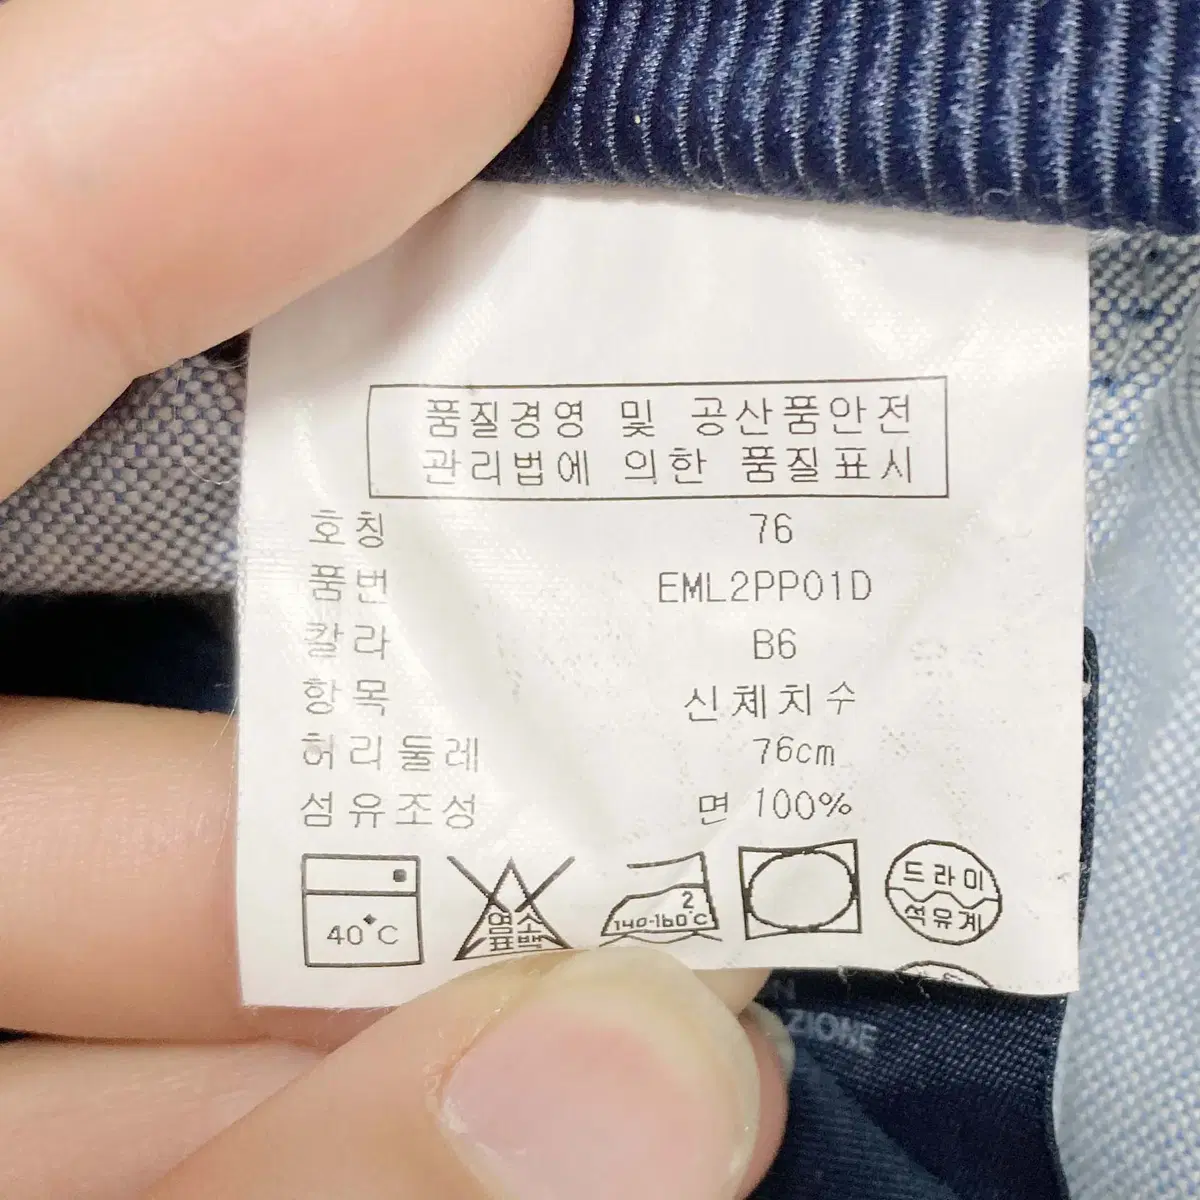 품질경영 및 공산품안전
관리법에 의한 품질표시
호칭 76
품번 EML2PP01D
칼라 B6
항목 신체치수
허리둘레 76cm
섬유조성 면 100%
40°C
염소
표백
2
140-160°C
드라이
석유계
AZIONE